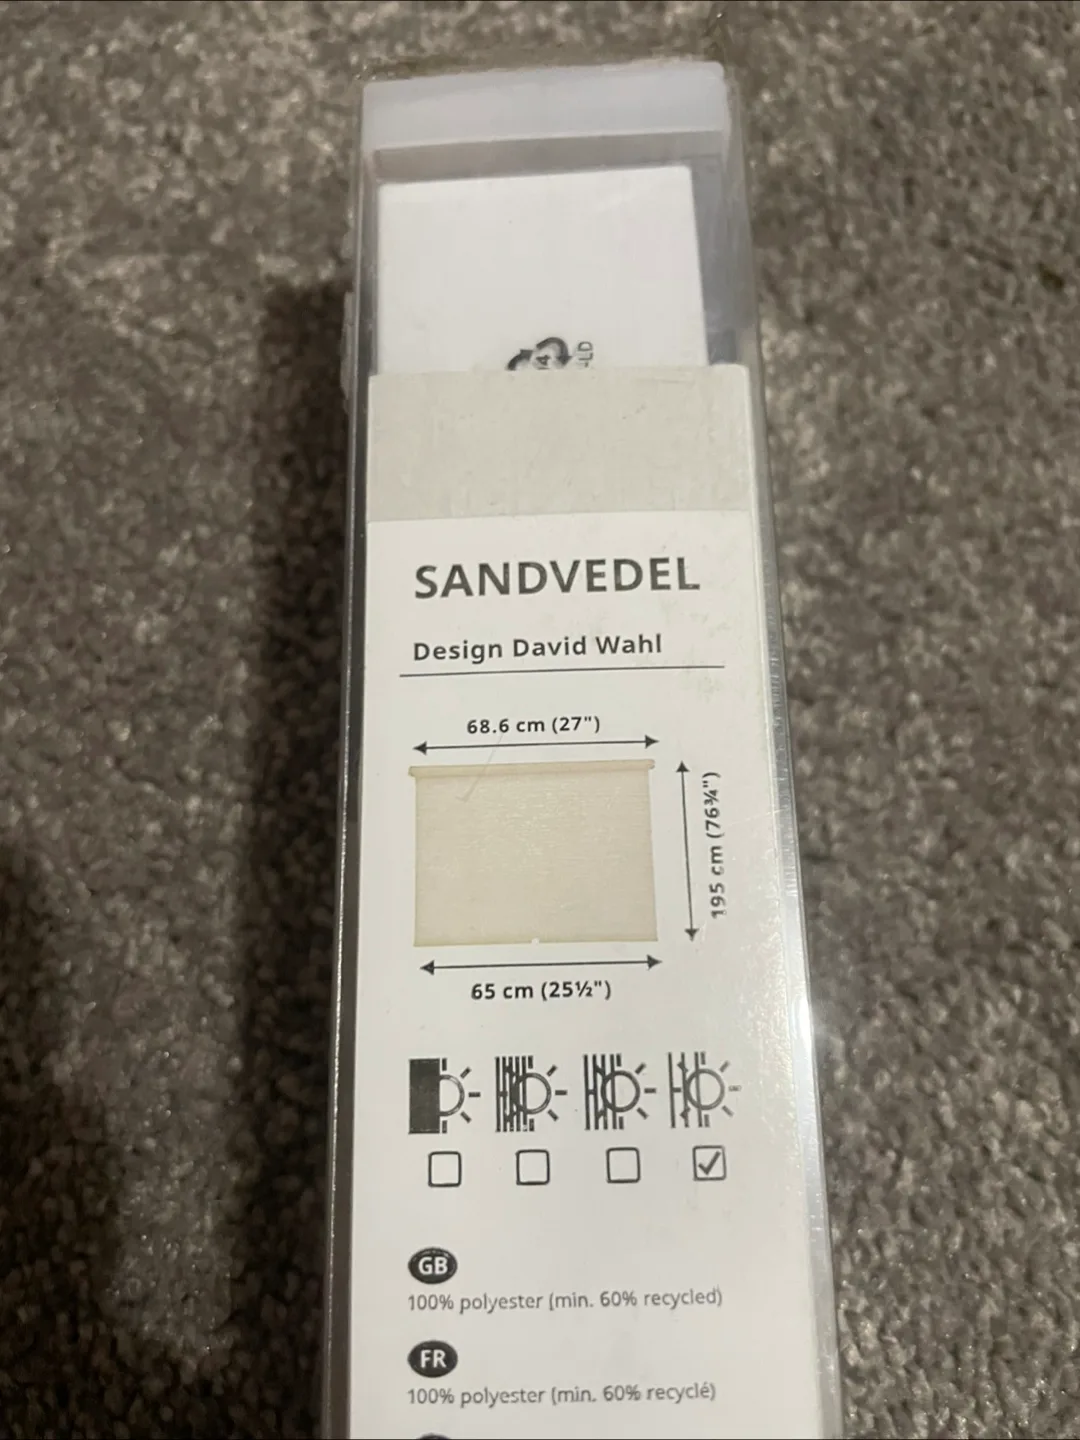 SANDVEDEL
Design David Wahl
68.6 cm (27")
195 cm (76¾")
65 cm (25½")
GB
100% polyester (min. 60% recycled)
FR
100% polyester (min. 60% recyclé)